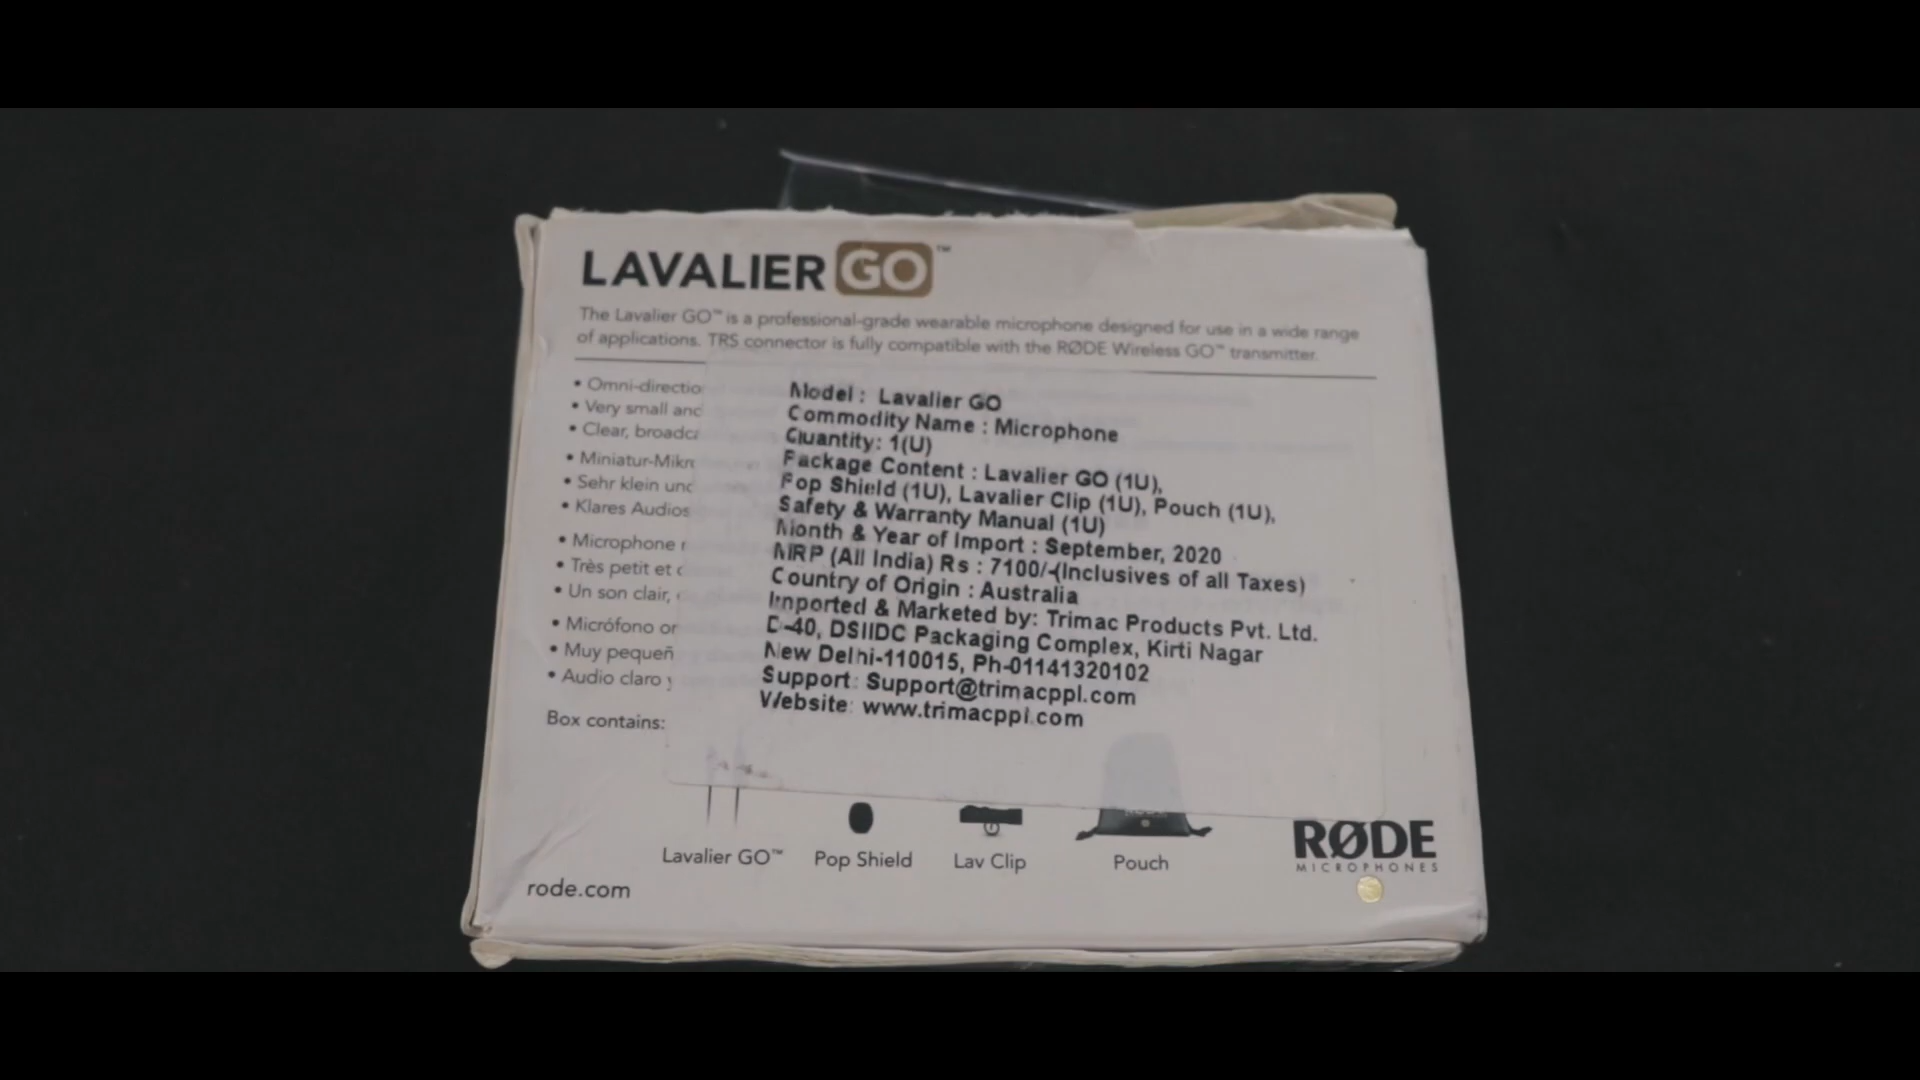 LAVALIER GO™
The Lavalier GO™ is a professional-grade wearable microphone designed for use in a wide range
of applications. TRS connector is fully compatible with the RØDE Wireless GO™ transmitter.
• Omni-directio
• Very small and
• Clear, broadca
• Miniatur-Mikro
• Sehr klein und
• Klares Audios
• Microphone
• Très petit et
• Un son clair,
• Micrófono
• Muy pequeñ
• Audio claro y
Box contains:
Model : Lavalier GO
Commodity Name : Microphone
Quantity: 1(U)
Package Content : Lavalier GO (1U),
Pop Shield (1U), Lavalier Clip (1U), Pouch (1U),
Safety & Warranty Manual (1U)
Month & Year of Import : September, 2020
MRP (All India) Rs : 7100/-(Inclusives of all Taxes)
Country of Origin : Australia
Imported & Marketed by: Trimac Products Pvt. Ltd.
D-40, DSIIDC Packaging Complex, Kirti Nagar
New Delhi-110015, Ph-01141320102
Support: Support@trimacppl.com
Website: www.trimacppl.com
Lavalier GO™ Pop Shield Lav Clip Pouch
RØDE
MICROPHONES
rode.com